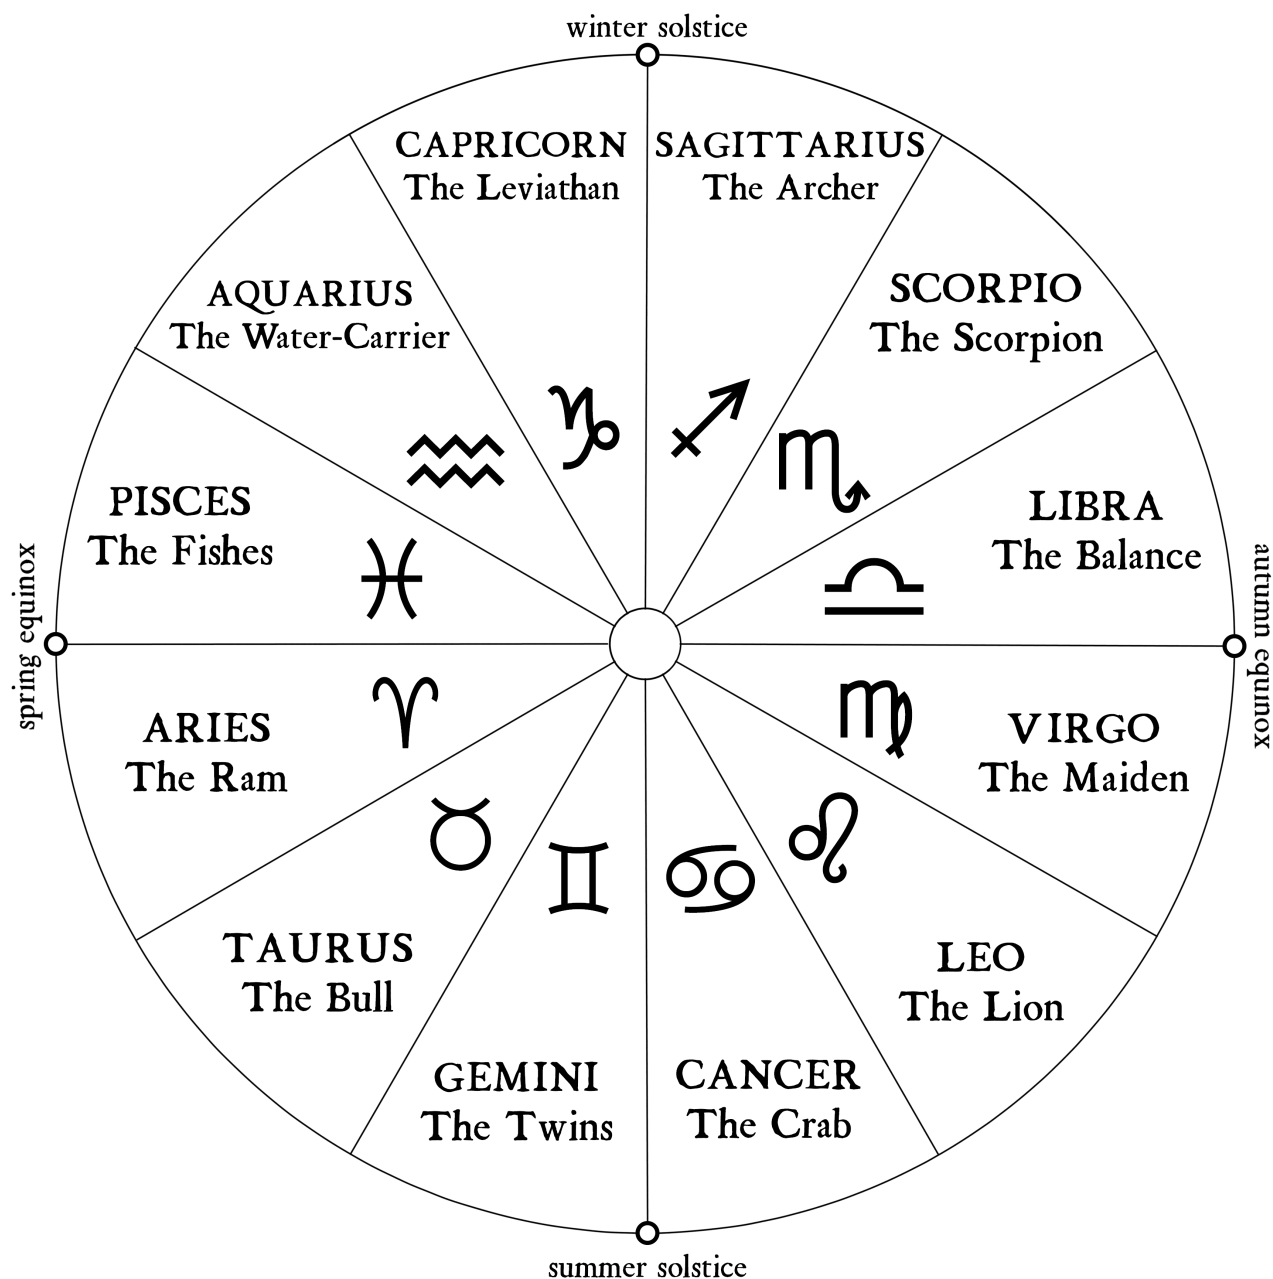 winter solstice
CAPRICORN
The Leviathan
SAGITTARIUS
The Archer
AQUARIUS
The Water-Carrier
SCORPIO
The Scorpion
PISCES
The Fishes
LIBRA
The Balance
spring equinox
autumn equinox
ARIES
The Ram
VIRGO
The Maiden
TAURUS
The Bull
LEO
The Lion
GEMINI
The Twins
CANCER
The Crab
summer solstice